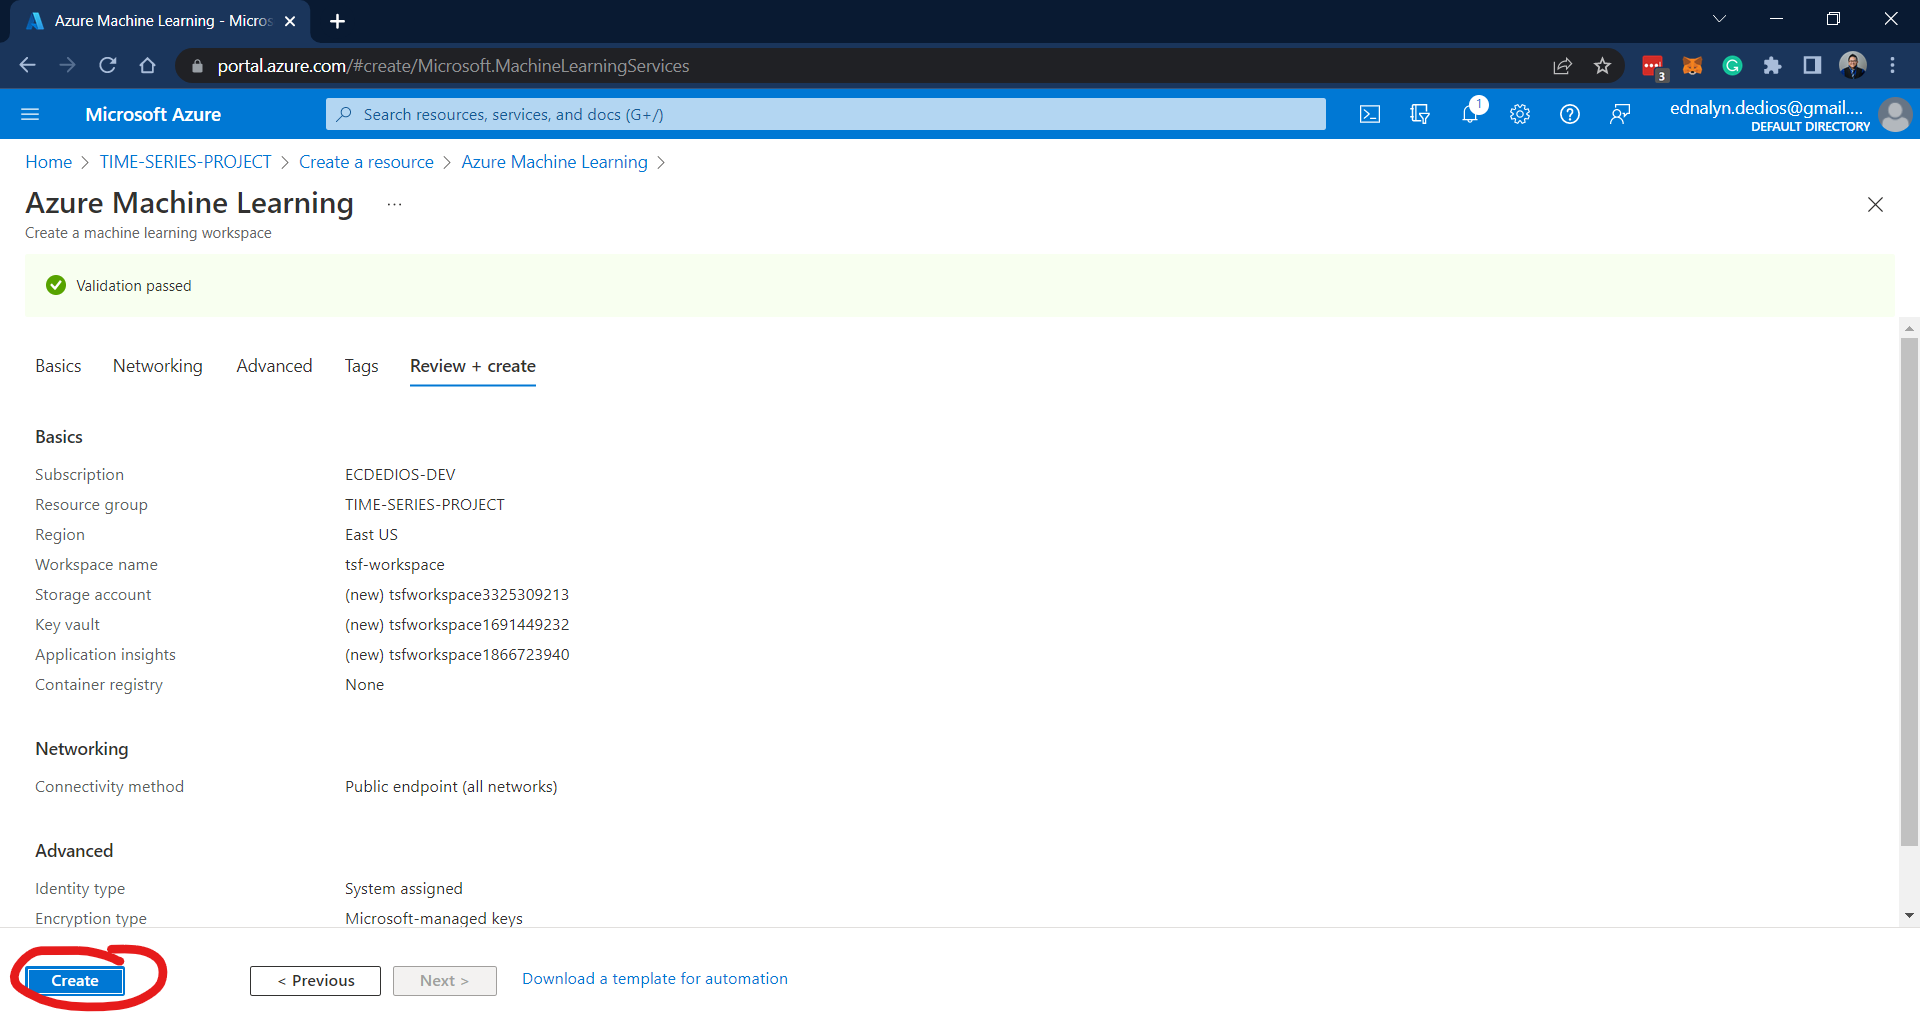 Azure Machine Learning - Micros
portal.azure.com/#create/Microsoft.MachineLearningServices
3
Microsoft Azure
Search resources, services, and docs (G+/)
1
ednalyn.dedios@gmail....
DEFAULT DIRECTORY
Home > TIME-SERIES-PROJECT > Create a resource > Azure Machine Learning >
Azure Machine Learning ...
Create a machine learning workspace
Validation passed
Basics Networking Advanced Tags Review + create
Basics
Subscription ECDEDIOS-DEV
Resource group TIME-SERIES-PROJECT
Region East US
Workspace name tsf-workspace
Storage account (new) tsfworkspace3325309213
Key vault (new) tsfworkspace1691449232
Application insights (new) tsfworkspace1866723940
Container registry None
Networking
Connectivity method Public endpoint (all networks)
Advanced
Identity type System assigned
Encryption type Microsoft-managed keys
Create < Previous Next > Download a template for automation